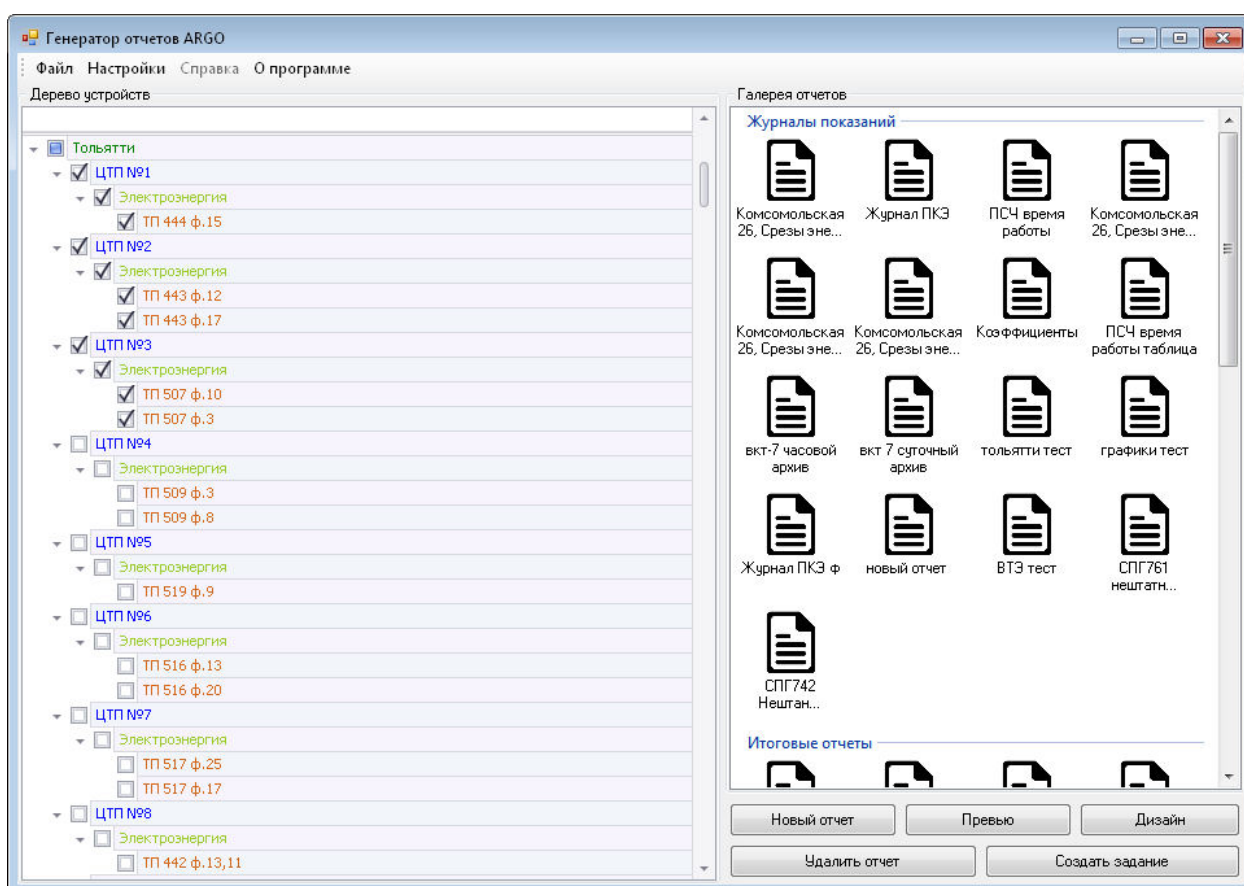 Генератор отчетов ARGO
Файл Настройки Справка О программе
Дерево устройств
Тольятти
ЦТП №1
Электроэнергия
ТП 444 ф.15
ЦТП №2
Электроэнергия
ТП 443 ф.12
ТП 443 ф.17
ЦТП №3
Электроэнергия
ТП 507 ф.10
ТП 507 ф.3
ЦТП №4
Электроэнергия
ТП 509 ф.3
ТП 509 ф.8
ЦТП №5
Электроэнергия
ТП 519 ф.9
ЦТП №6
Электроэнергия
ТП 516 ф.13
ТП 516 ф.20
ЦТП №7
Электроэнергия
ТП 517 ф.25
ТП 517 ф.17
ЦТП №8
Электроэнергия
ТП 442 ф.13,11
Галерея отчетов
Журналы показаний
Комсомольская
26, Срезы эне...
Журнал ПКЭ
ПСЧ время
работы
Комсомольская
26, Срезы эне...
Комсомольская
26, Срезы эне...
Комсомольская
26, Срезы эне...
Коэффициенты
ПСЧ время
работы таблица
вкт-7 часовой
архив
вкт 7 суточный
архив
тольятти тест
графики тест
Журнал ПКЭ ф
новый отчет
ВТЭ тест
СПГ761
нештатн...
СПГ742
Нештан...
Итоговые отчеты
Новый отчет
Превью
Дизайн
Удалить отчет
Создать задание